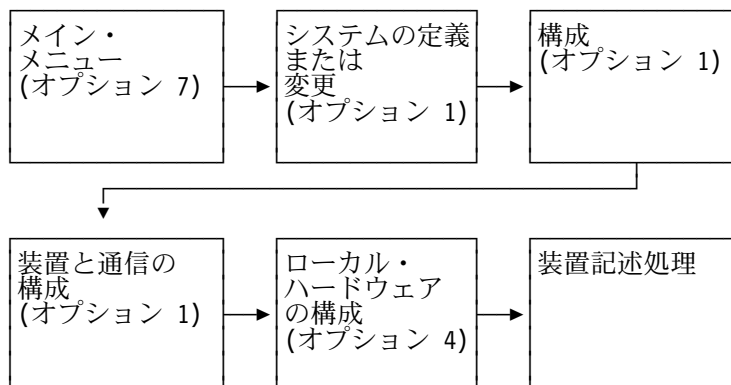 メイン・
メニュー
(オプション 7)
システムの定義
または
変更
(オプション 1)
構成
(オプション 1)
装置と通信の
構成
(オプション 1)
ローカル・
ハードウェア
の構成
(オプション 4)
装置記述処理